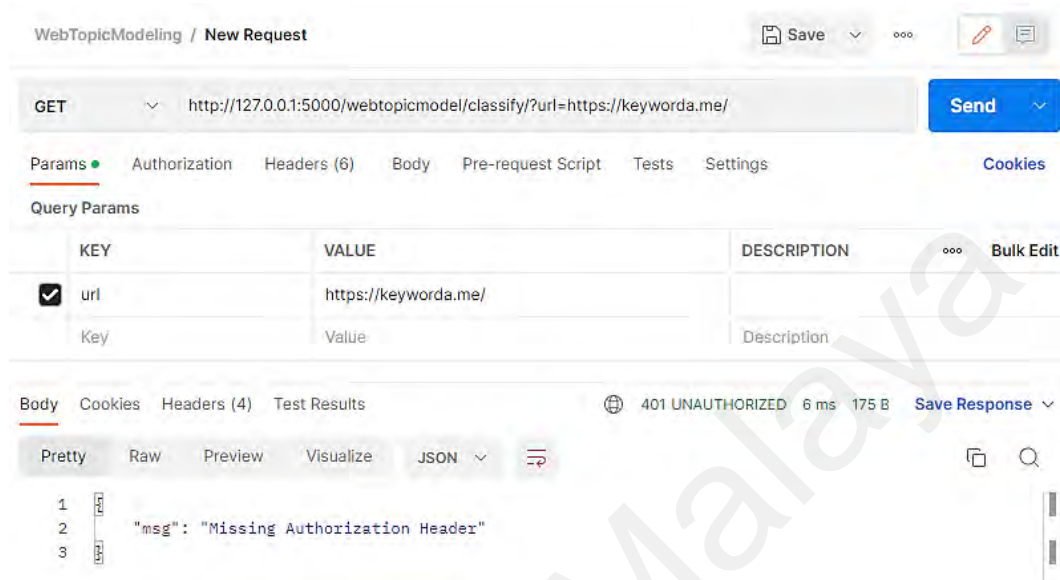 WebTopicModeling / New Request Save ooo
GET http://127.0.0.1:5000/webtopicmodel/classify/?url=https://keyworda.me/ Send
Params Authorization Headers (6) Body Pre-request Script Tests Settings Cookies
Query Params
KEY VALUE DESCRIPTION ooo Bulk Edit
url https://keyworda.me/
Key Value Description
Body Cookies Headers (4) Test Results 401 UNAUTHORIZED 6 ms 175 B Save Response
Pretty Raw Preview Visualize JSON
1 {
2 "msg": "Missing Authorization Header"
3 }
Malaya